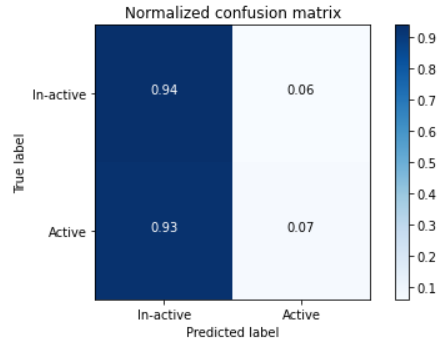 Normalized confusion matrix
True label
In-active
0.94
0.06
Active
0.93
0.07
In-active
Active
Predicted label
0.9
0.8
0.7
0.6
0.5
0.4
0.3
0.2
0.1